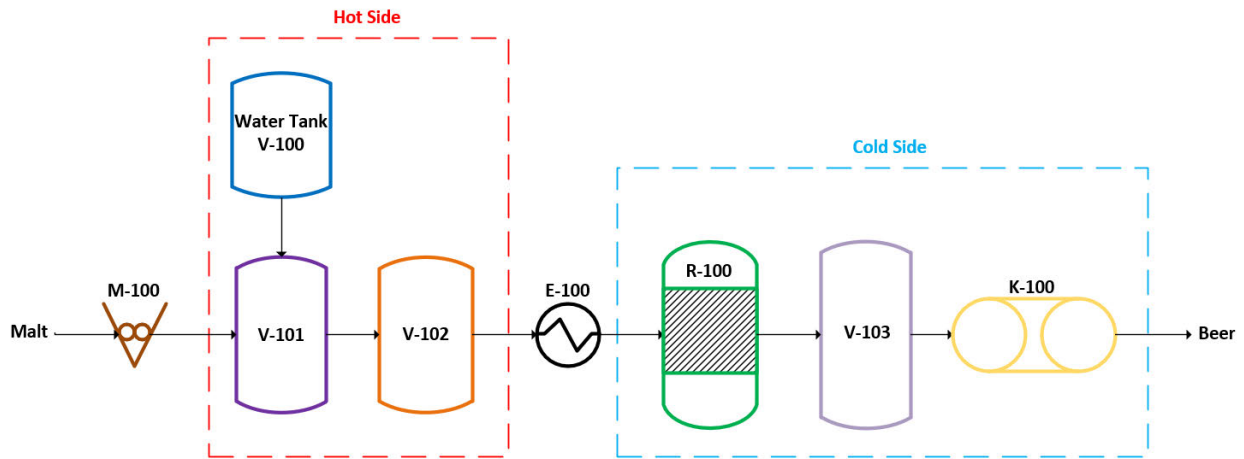 Hot Side
Water Tank
V-100
Cold Side
M-100
E-100
R-100
K-100
Malt
V-101
V-102
V-103
Beer